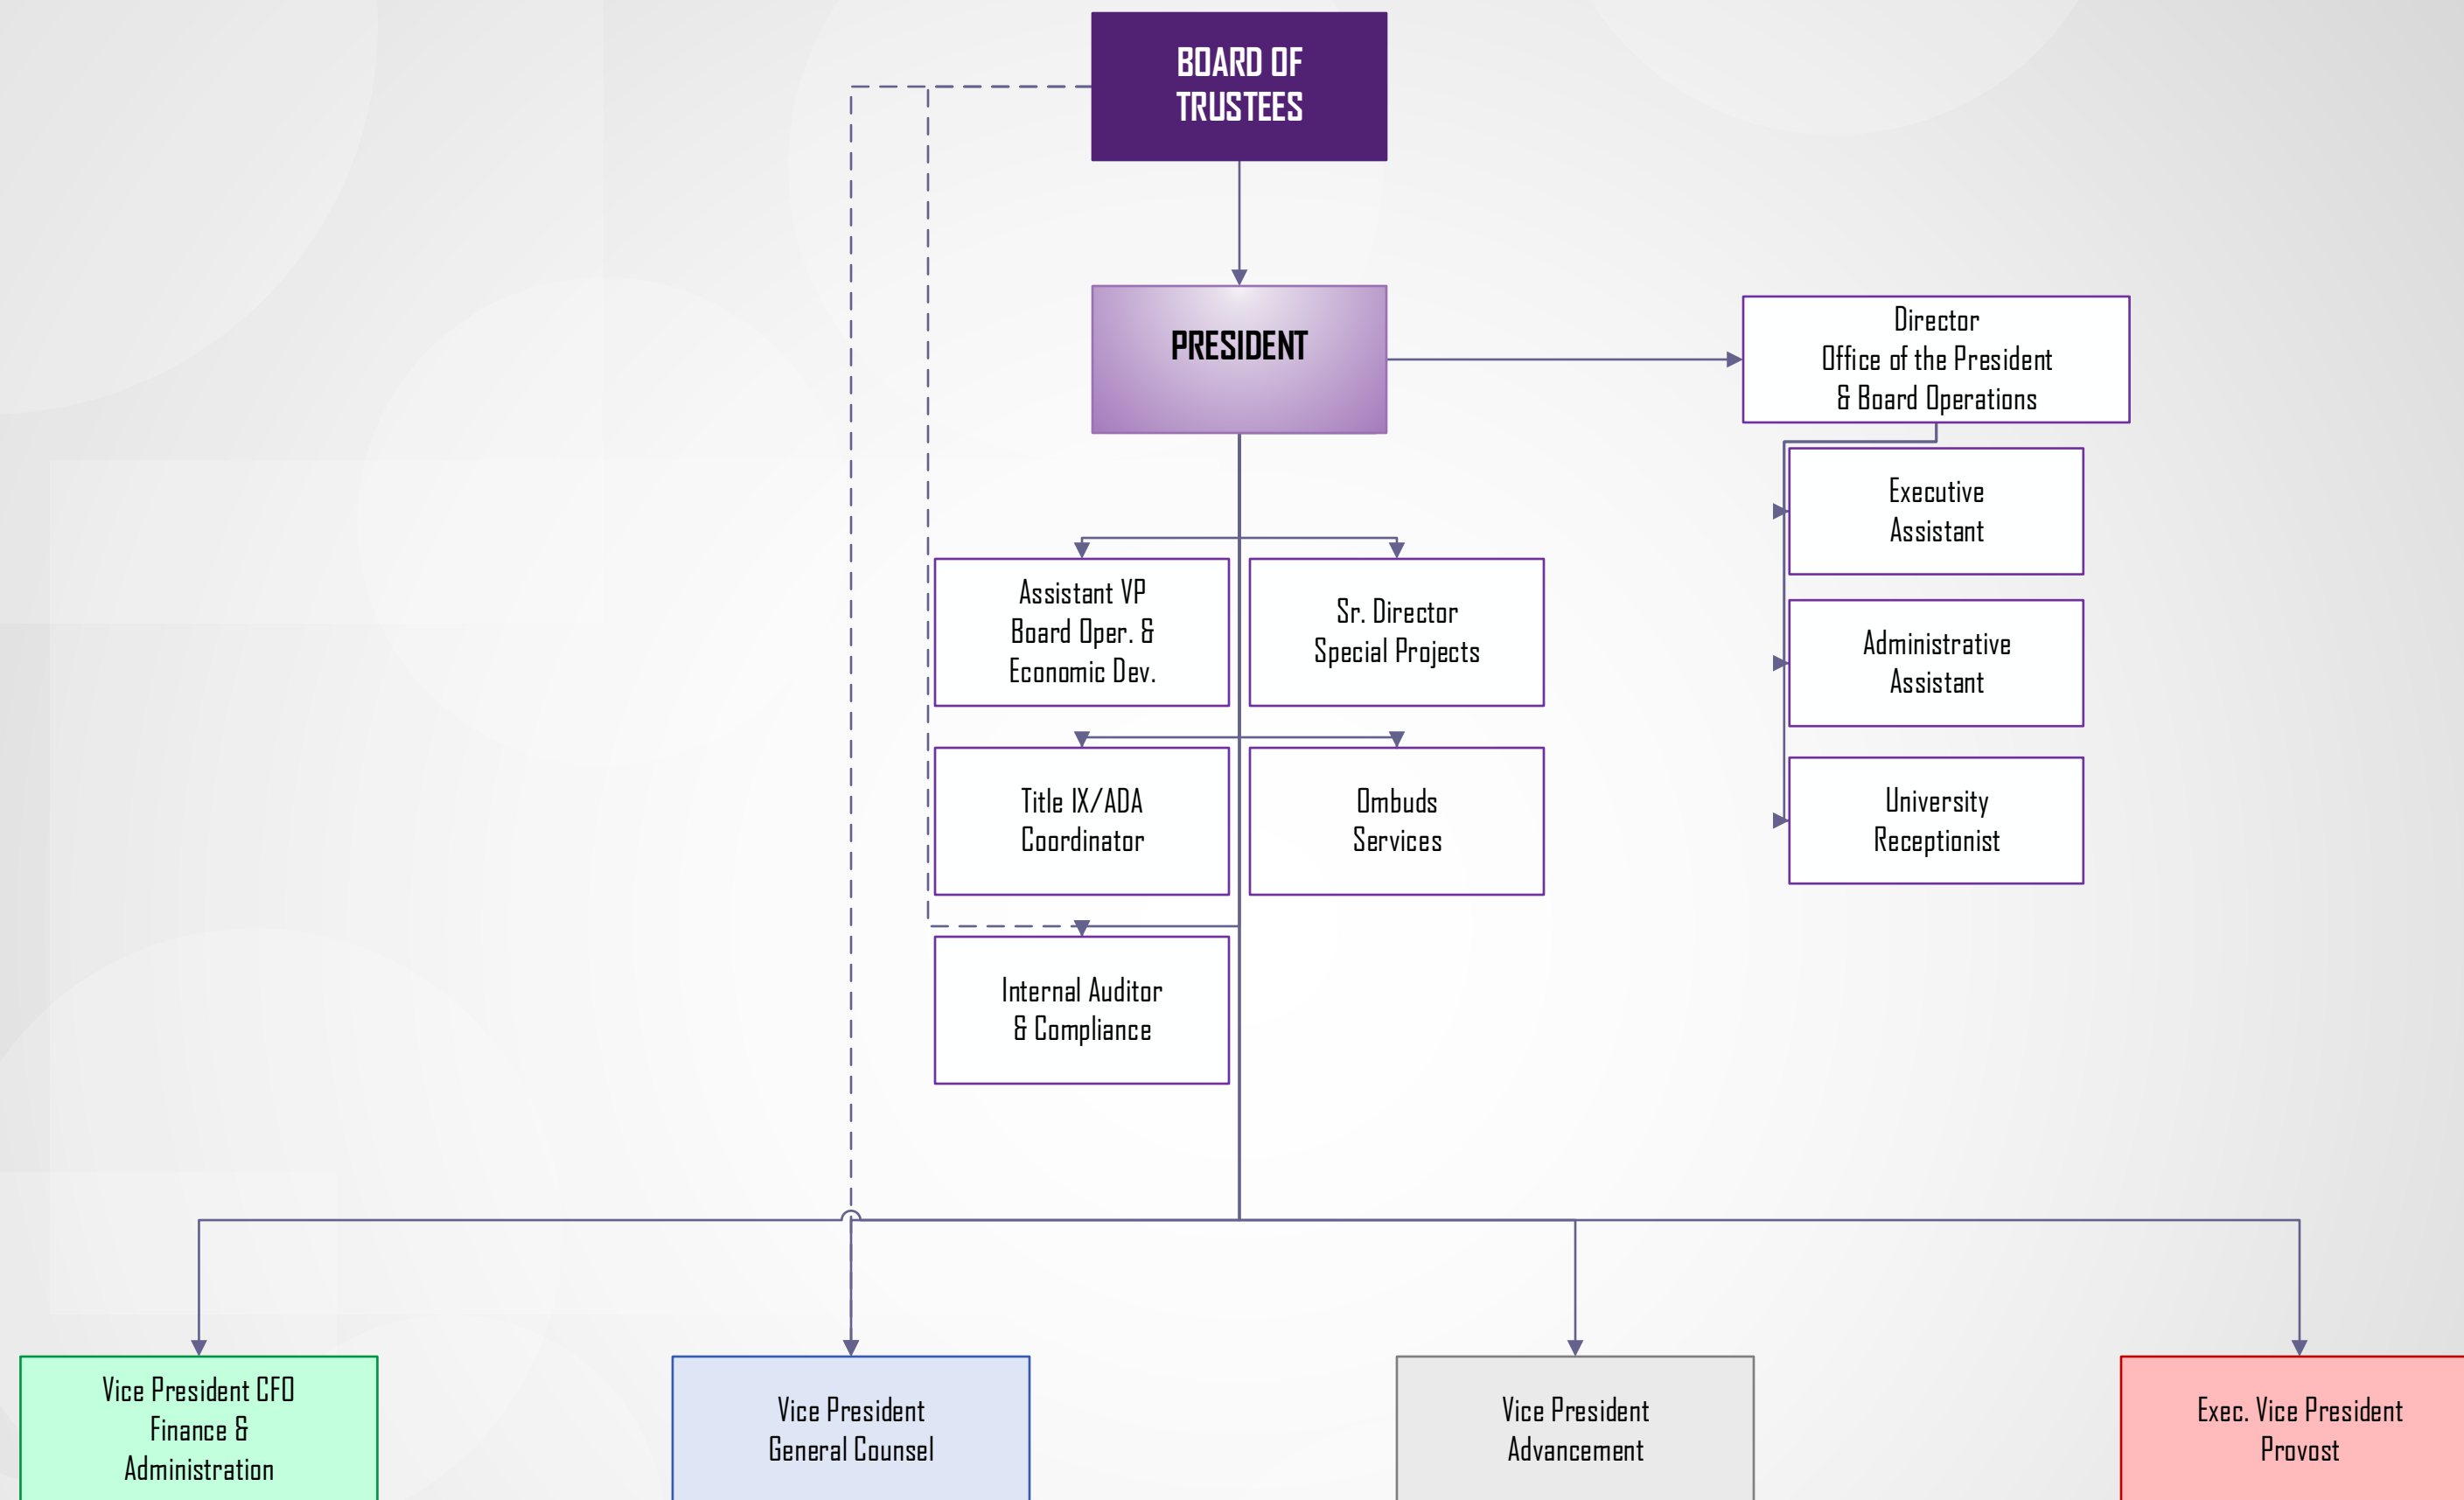 BOARD OF
TRUSTEES
PRESIDENT
Director
Office of the President
& Board Operations
Executive
Assistant
Assistant VP
Board Oper. &
Economic Dev.
Sr. Director
Special Projects
Administrative
Assistant
Title IX/ADA
Coordinator
Ombuds
Services
University
Receptionist
Internal Auditor
& Compliance
Vice President CFO
Finance &
Administration
Vice President
General Counsel
Vice President
Advancement
Exec. Vice President
Provost